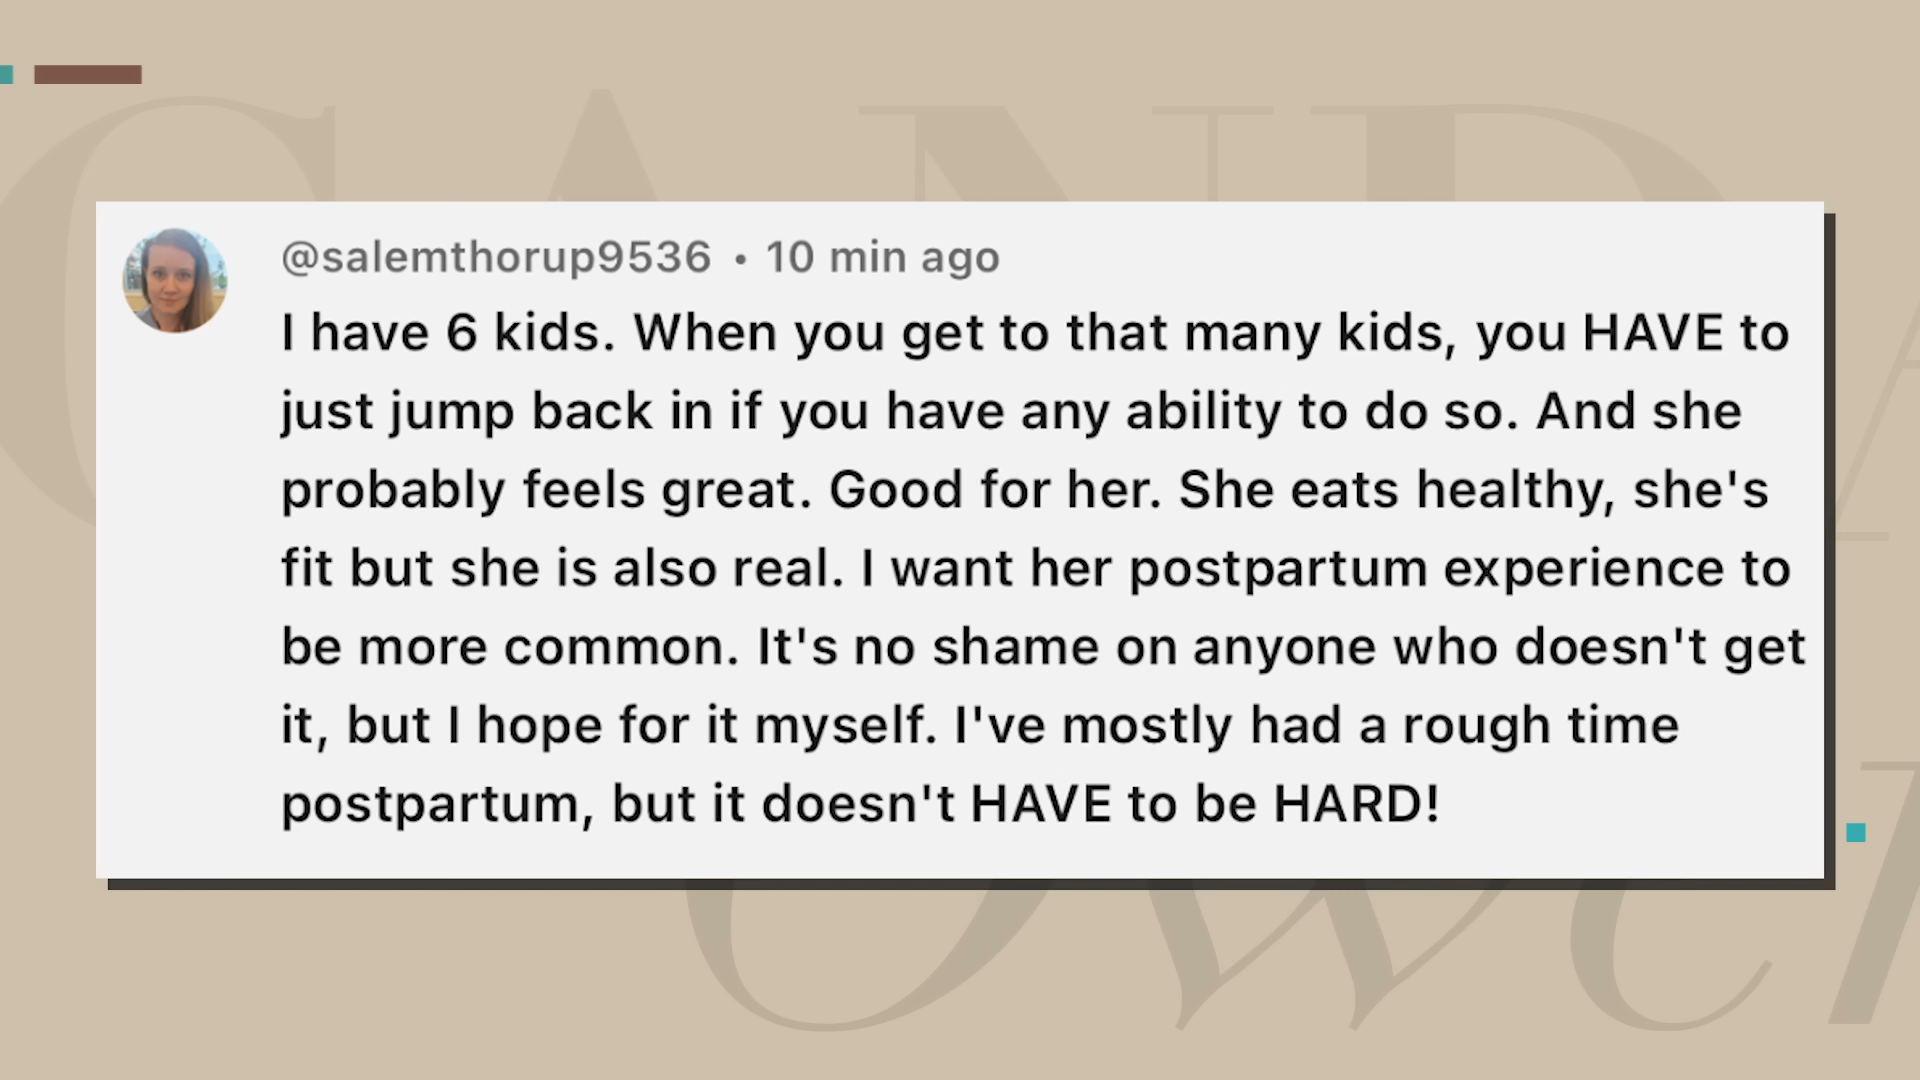 CANDA
@salemthorup9536 • 10 min ago
I have 6 kids. When you get to that many kids, you HAVE to
just jump back in if you have any ability to do so. And she
probably feels great. Good for her. She eats healthy, she's
fit but she is also real. I want her postpartum experience to
be more common. It's no shame on anyone who doesn't get
it, but I hope for it myself. I've mostly had a rough time
postpartum, but it doesn't HAVE to be HARD!
Owen